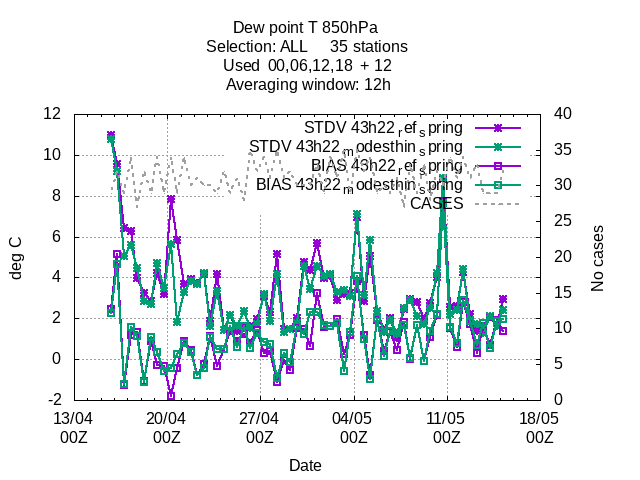 Dew point T 850hPa
Selection: ALL 35 stations
Used 00,06,12,18 + 12
Averaging window: 12h
12
10
8
6
4
2
0
-2
deg C
40
35
30
25
20
15
10
5
0
No cases
STDV 43h22_ref_spring
STDV 43h22_modesthin_spring
BIAS 43h22_ref_spring
BIAS 43h22_modesthin_spring
CASES
13/04 20/04 27/04 04/05 11/05 18/05
00Z 00Z 00Z 00Z 00Z 00Z
Date